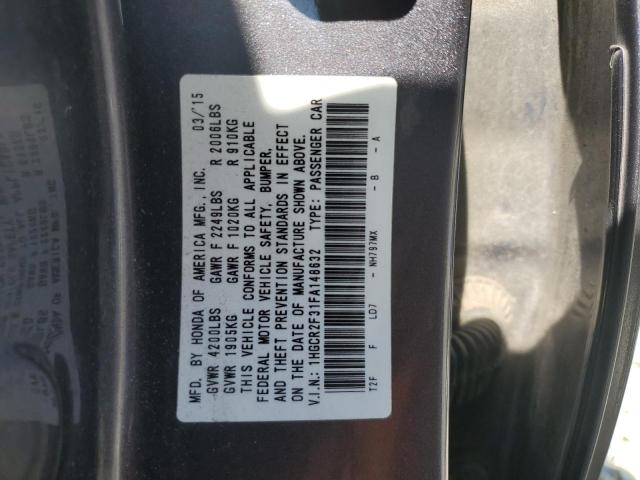 MFD. BY HONDA OF AMERICA MFG., INC. 03/15
GVWR 4200LBS GAWR F 2249LBS R 2006LBS
GVWR 1905KG GAWR F 1020KG R 910KG
THIS VEHICLE CONFORMS TO ALL APPLICABLE
FEDERAL MOTOR VEHICLE SAFETY, BUMPER,
AND THEFT PREVENTION STANDARDS IN EFFECT
ON THE DATE OF MANUFACTURE SHOWN ABOVE.
V.I.N.: 1HGCR2F31FA148632 TYPE: PASSENGER CAR
T2F F LD7 - NH797MX - B - A